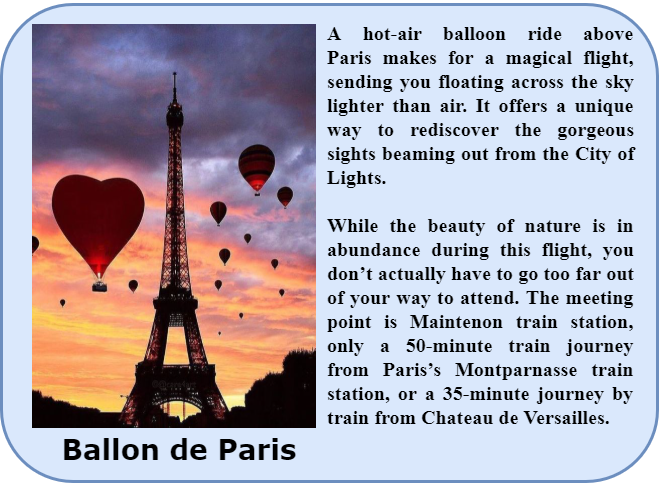 A hot-air balloon ride above
Paris makes for a magical flight,
sending you floating across the sky
lighter than air. It offers a unique
way to rediscover the gorgeous
sights beaming out from the City of
Lights.
While the beauty of nature is in
abundance during this flight, you
don’t actually have to go too far out
of your way to attend. The meeting
point is Maintenon train station,
only a 50-minute train journey
from Paris’s Montparnasse train
station, or a 35-minute journey by
train from Chateau de Versailles.
Ballon de Paris